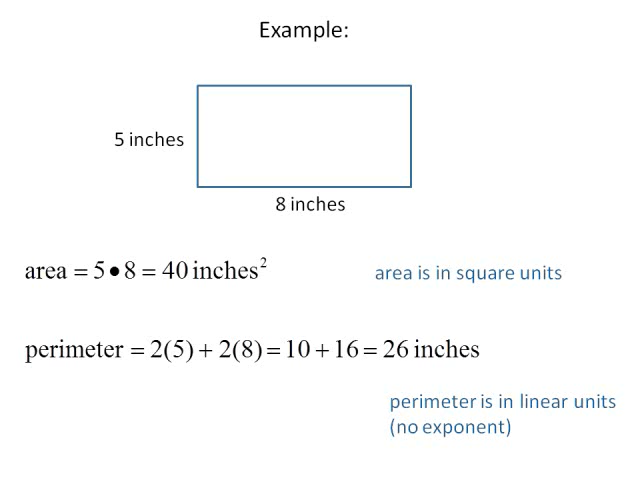 Example:
5 inches
8 inches
area = 5 • 8 = 40 inches²
area is in square units
perimeter = 2(5) + 2(8) = 10 + 16 = 26 inches
perimeter is in linear units
(no exponent)